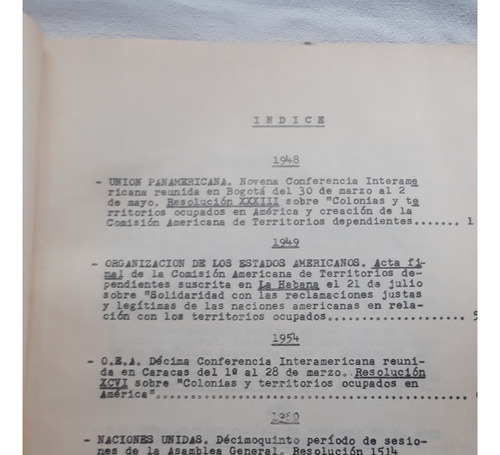 INDICE
1948
- UNION PANAMERICANA. Novena Conferencia Interame
ricana reunida en Bogotá del 30 de marzo al 2
de mayo. Resolución XXXIII sobre "Colonias y te
rritorios ocupados en América y creación de la
Comisión Americana de Territorios dependientes....... 1
1949
- ORGANIZACION DE LOS ESTADOS AMERICANOS. Acta fi-
nal de la Comisión Americana de Territorios de-
pendientes suscrita en La Habana el 21 de julio
sobre "Solidaridad con las reclamaciones justas
y legítimas de las naciones americanas en rela-
ción con los territorios ocupados.................. 5
1954
- O.E.A. Décima Conferencia Interamericana reuni-
da en Caracas del 1º al 28 de marzo. Resolución
XCVI sobre "Colonias y territorios ocupados en
América"..........................................
1960
- NACIONES UNIDAS. Décimoquinto período de sesio-
nes de la Asamblea General. Resolución 1514